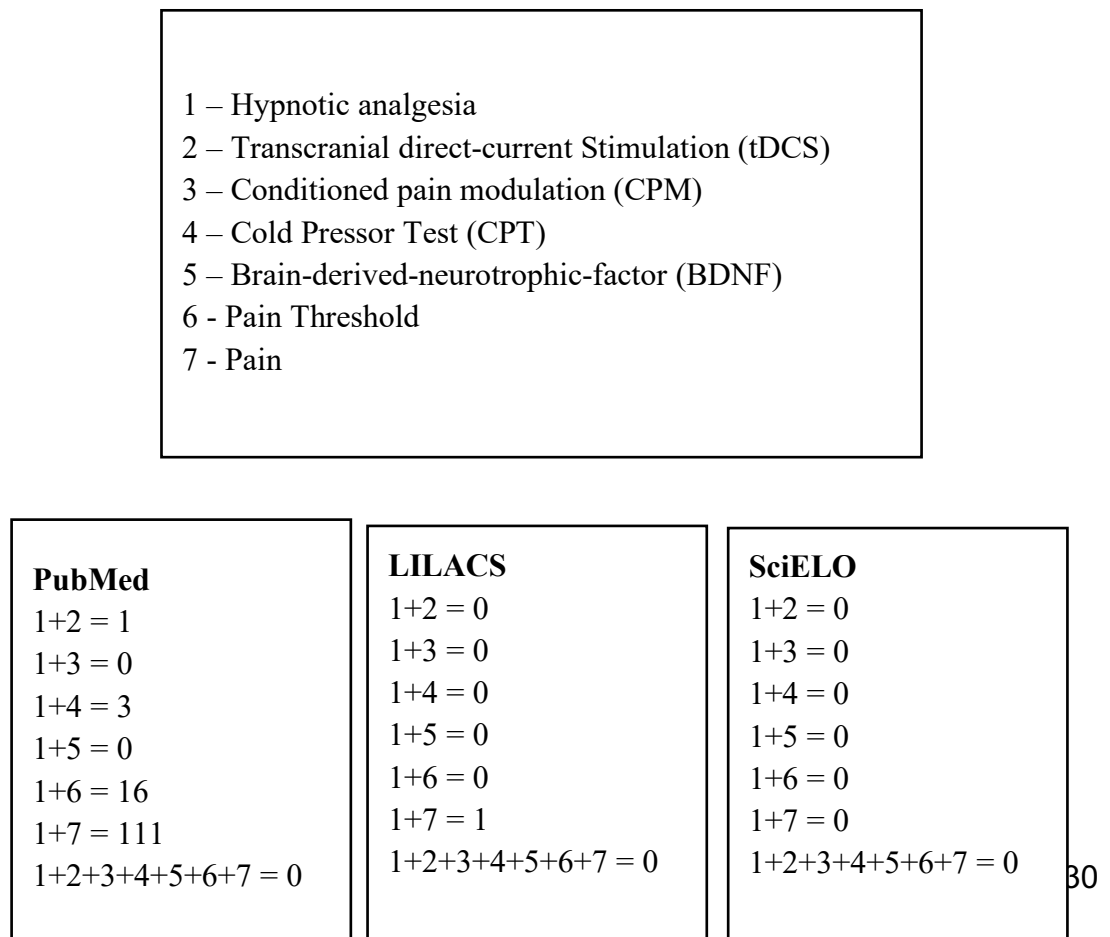 1 – Hypnotic analgesia
2 – Transcranial direct-current Stimulation (tDCS)
3 – Conditioned pain modulation (CPM)
4 – Cold Pressor Test (CPT)
5 – Brain-derived-neurotrophic-factor (BDNF)
6 - Pain Threshold
7 - Pain
PubMed
1+2 = 1
1+3 = 0
1+4 = 3
1+5 = 0
1+6 = 16
1+7 = 111
1+2+3+4+5+6+7 = 0
LILACS
1+2 = 0
1+3 = 0
1+4 = 0
1+5 = 0
1+6 = 0
1+7 = 1
1+2+3+4+5+6+7 = 0
SciELO
1+2 = 0
1+3 = 0
1+4 = 0
1+5 = 0
1+6 = 0
1+7 = 0
1+2+3+4+5+6+7 = 0
30